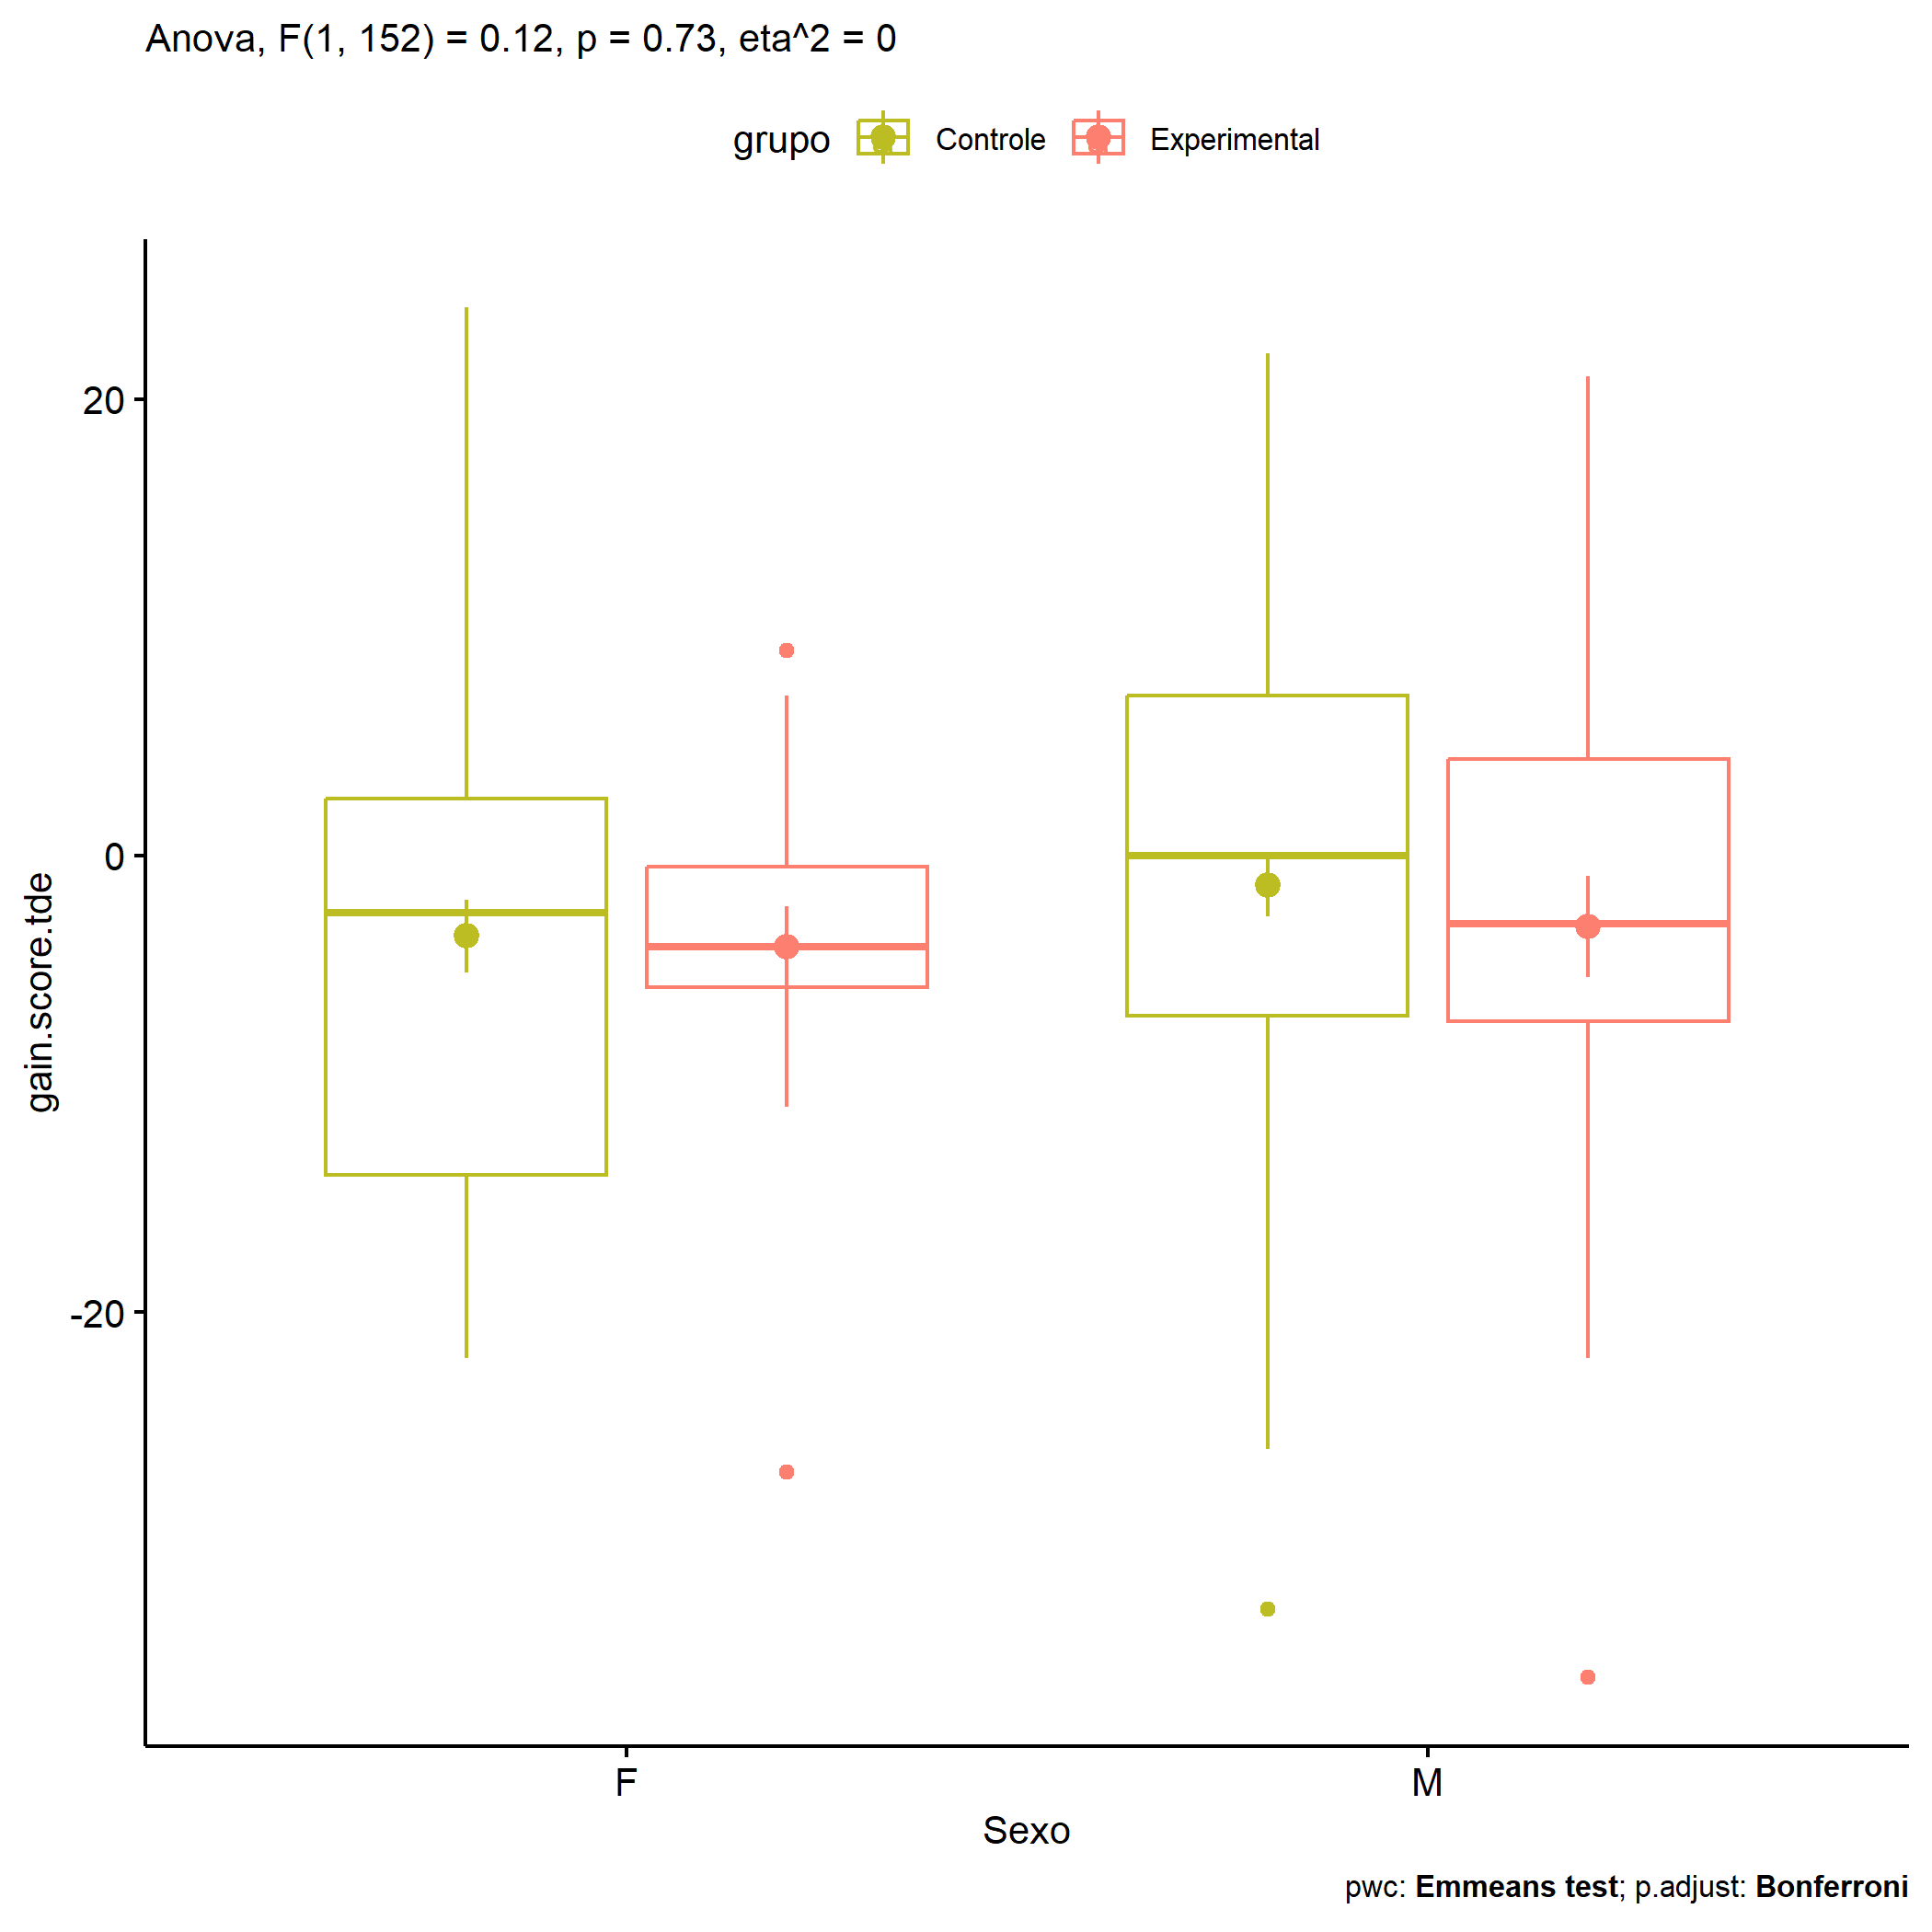 Anova, F(1, 152) = 0.12, p = 0.73, eta^2 = 0
grupo Controle Experimental
gain.score.tde
20
0
-20
F M
Sexo
pwc: Emmeans test; p.adjust: Bonferroni